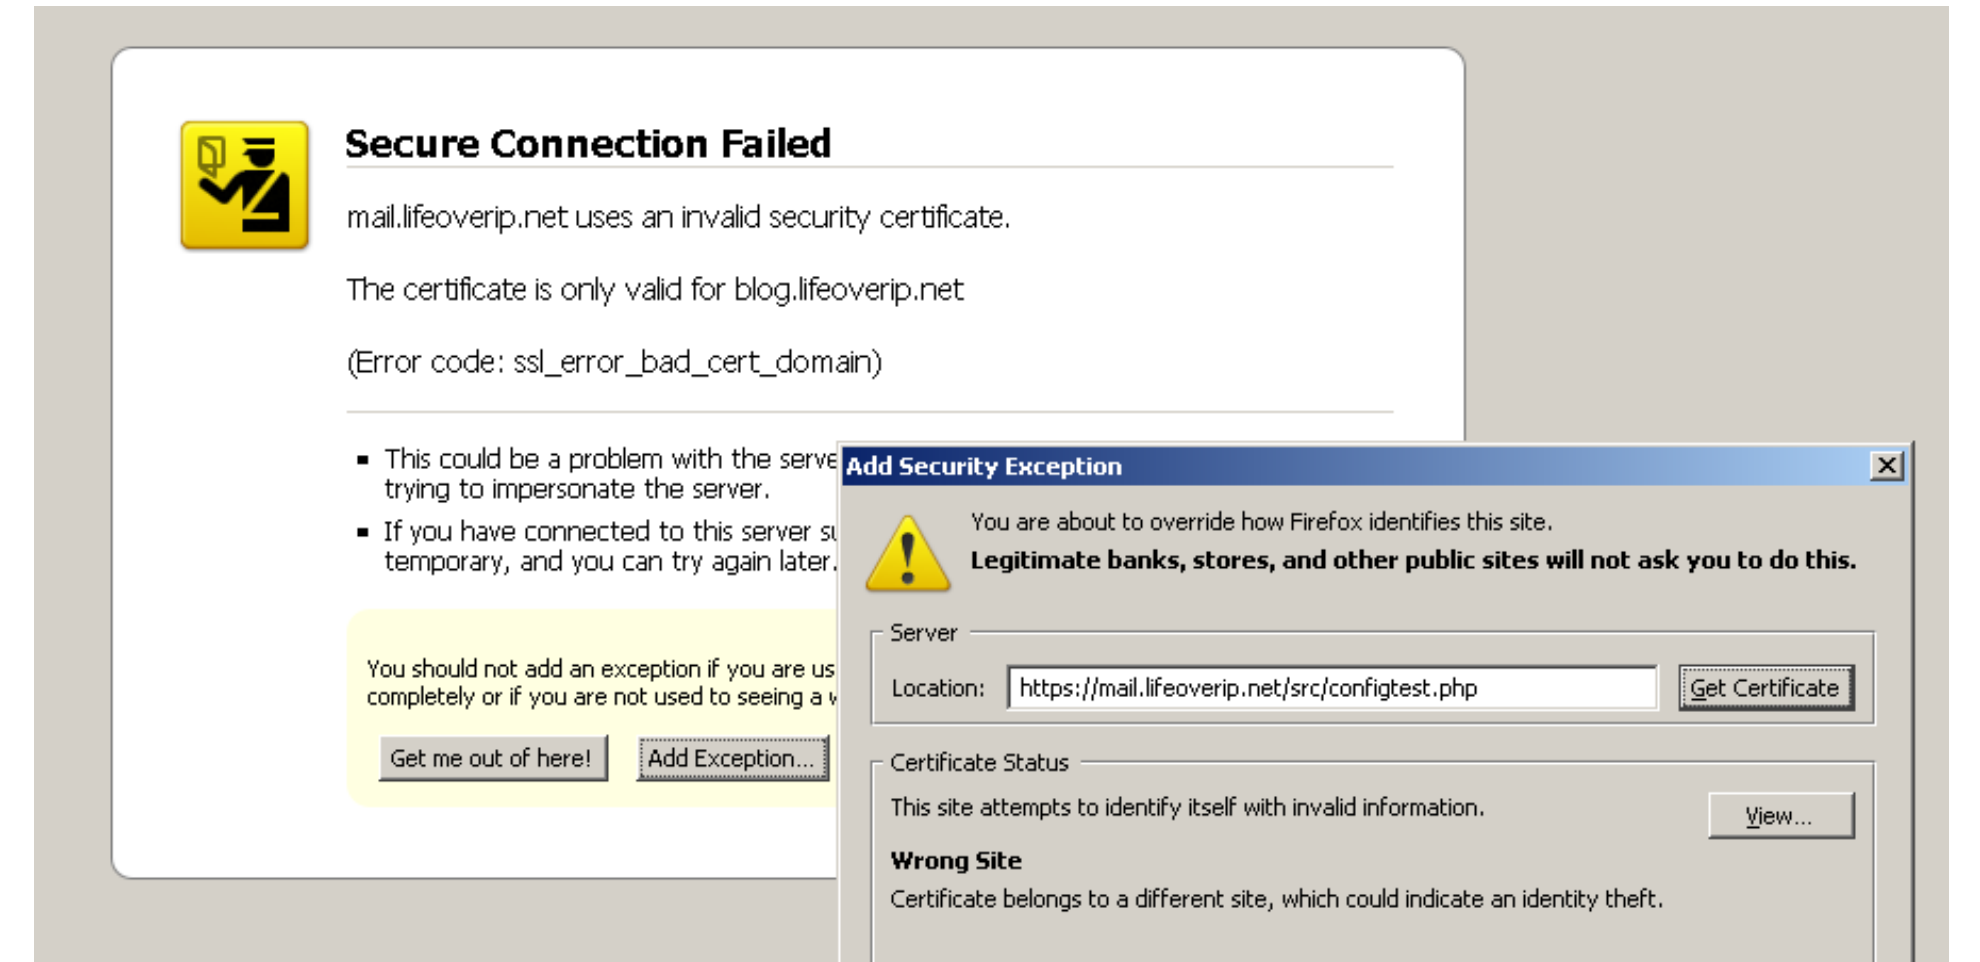 Secure Connection Failed
mail.lifeoverip.net uses an invalid security certificate.
The certificate is only valid for blog.lifeoverip.net
(Error code: ssl_error_bad_cert_domain)
This could be a problem with the
trying to impersonate the server.
If you have connected to this server
temporary, and you can try again later.
You should not add an exception if you are
completely or if you are not used to seeing a
Get me out of here!
Add Exception...
Add Security Exception
You are about to override how Firefox identifies this site.
Legitimate banks, stores, and other public sites will not ask you to do this.
Server
Location: https://mail.lifeoverip.net/src/configtest.php Get Certificate
Certificate Status
This site attempts to identify itself with invalid information.
View...
Wrong Site
Certificate belongs to a different site, which could indicate an identity theft.